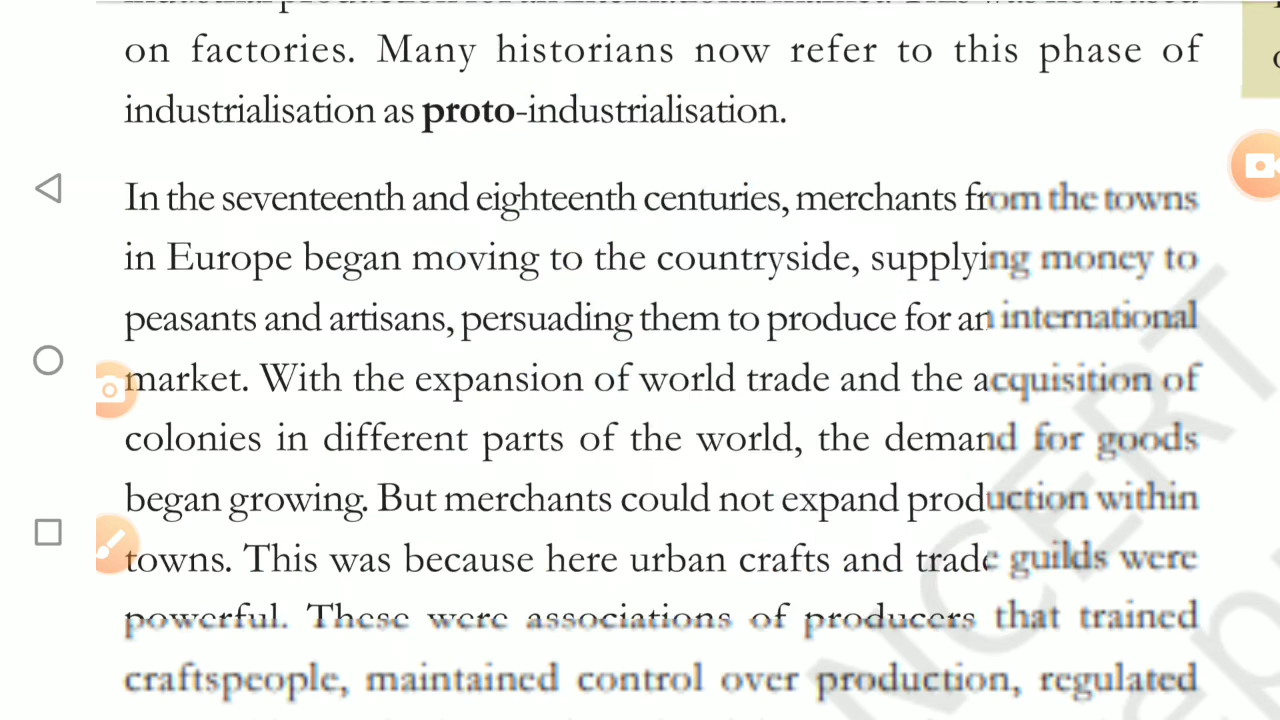 on factories. Many historians now refer to this phase of
industrialisation as proto-industrialisation.
In the seventeenth and eighteenth centuries, merchants from the towns
in Europe began moving to the countryside, supplying money to
peasants and artisans, persuading them to produce for an international
market. With the expansion of world trade and the acquisition of
colonies in different parts of the world, the demand for goods
began growing. But merchants could not expand production within
towns. This was because here urban crafts and trade guilds were
powerful. These were associations of producers that trained
craftspeople, maintained control over production, regulated